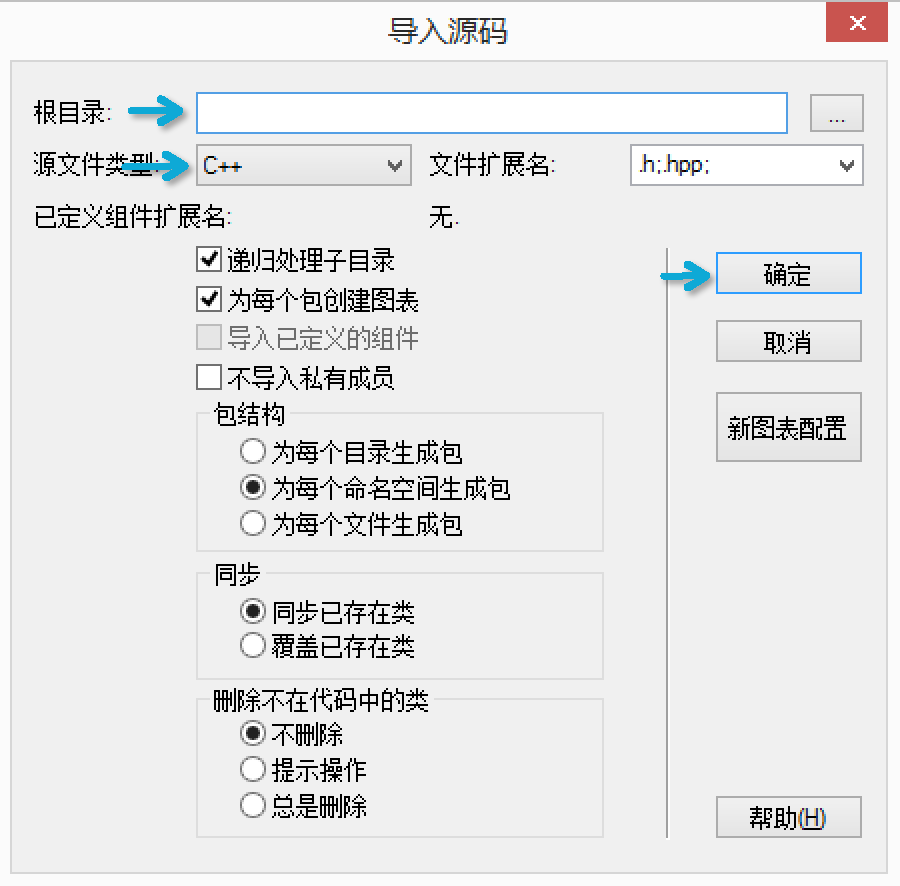 导入源码
根目录: ...
源文件类型: C++ 文件扩展名: .h;.hpp;
已定义组件扩展名: 无.
递归处理子目录
确定
为每个包创建图表
导入已定义的组件
取消
不导入私有成员
包结构
新图表配置
为每个目录生成包
为每个命名空间生成包
为每个文件生成包
同步
同步已存在类
覆盖已存在类
删除不在代码中的类
不删除
提示操作
总是删除
帮助(H)